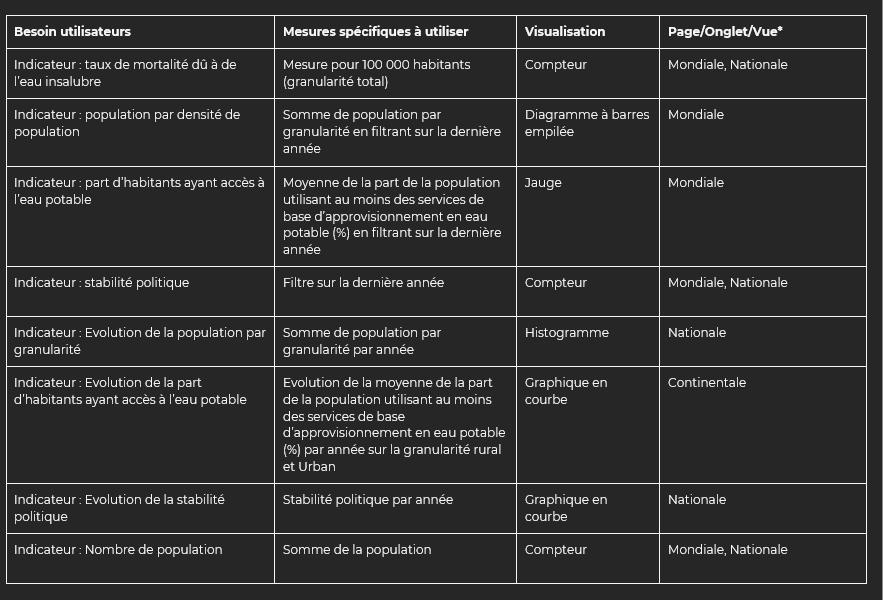 Besoin utilisateurs
Mesures spécifiques à utiliser
Visualisation
Page/Onglet/Vue*
Indicateur : taux de mortalité dû à de
l'eau insalubre
Mesure pour 100 000 habitants
(granularité total)
Compteur
Mondiale, Nationale
Indicateur : population par densité de
population
Somme de population par
granularité en filtrant sur la dernière
année
Diagramme à barres
empilée
Mondiale
Indicateur : part d'habitants ayant accès à
l'eau potable
Moyenne de la part de la population
utilisant au moins des services de
base d'approvisionnement en eau
potable (%) en filtrant sur la dernière
année
Jauge
Mondiale
Indicateur : stabilité politique
Filtre sur la dernière année
Compteur
Mondiale, Nationale
Indicateur : Evolution de la population par
granularité
Somme de population par
granularité par année
Histogramme
Nationale
Indicateur : Evolution de la part
d'habitants ayant accès à l'eau potable
Evolution de la moyenne de la part
de la population utilisant au moins
des services de base
d'approvisionnement en eau potable
(%) par année sur la granularité rural
et Urban
Graphique en
courbe
Continentale
Indicateur : Evolution de la stabilité
politique
Stabilité politique par année
Graphique en
courbe
Nationale
Indicateur : Nombre de population
Somme de la population
Compteur
Mondiale, Nationale